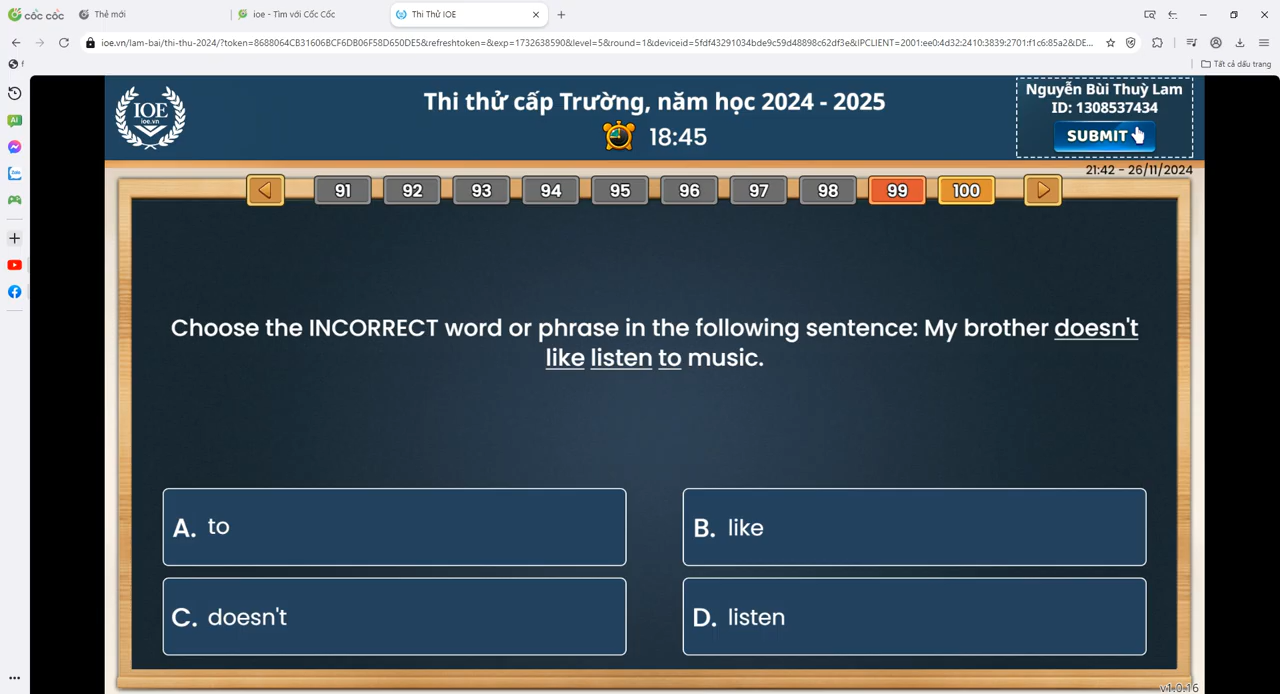 cốc cốc
Thẻ mới
ioe - Tìm với Cốc Cốc
Thi Thử IOE
ioe.vn/lam-bai/thi-thu-2024/?token=8688064CB31606BCF6DB06F58D650DE5&refreshtoken=&exp=1732638590&level=5&round=1&deviceid=5fdf43291034bde9c59d48898c62df3e&IPCLIENT=2001:ee0:4d32:2410:3839:2701:f1c6:85a2&DE...
f
Tất cả dấu trang
AI
Zalo
IOE
ioe.vn
Thi thử cấp Trường, năm học 2024 - 2025
18:45
Nguyễn Bùi Thuỳ Lam
ID: 1308537434
SUBMIT
21:42 - 26/11/2024
91 92 93 94 95 96 97 98 99 100
Choose the INCORRECT word or phrase in the following sentence: My brother doesn't
like listen to music.
A. to
B. like
C. doesn't
D. listen
v1.0.16